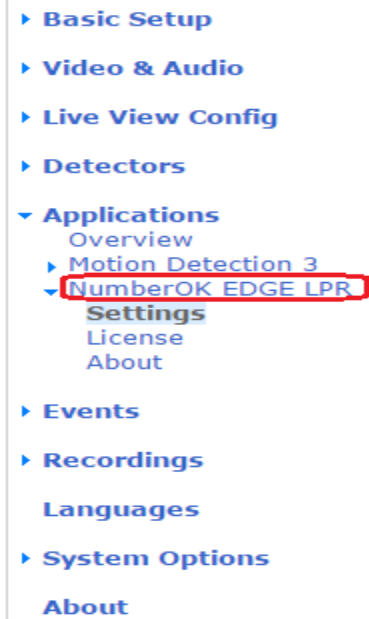 Basic Setup
Video & Audio
Live View Config
Detectors
Applications
Overview
Motion Detection 3
NumberOK EDGE LPR
Settings
License
About
Events
Recordings
Languages
System Options
About